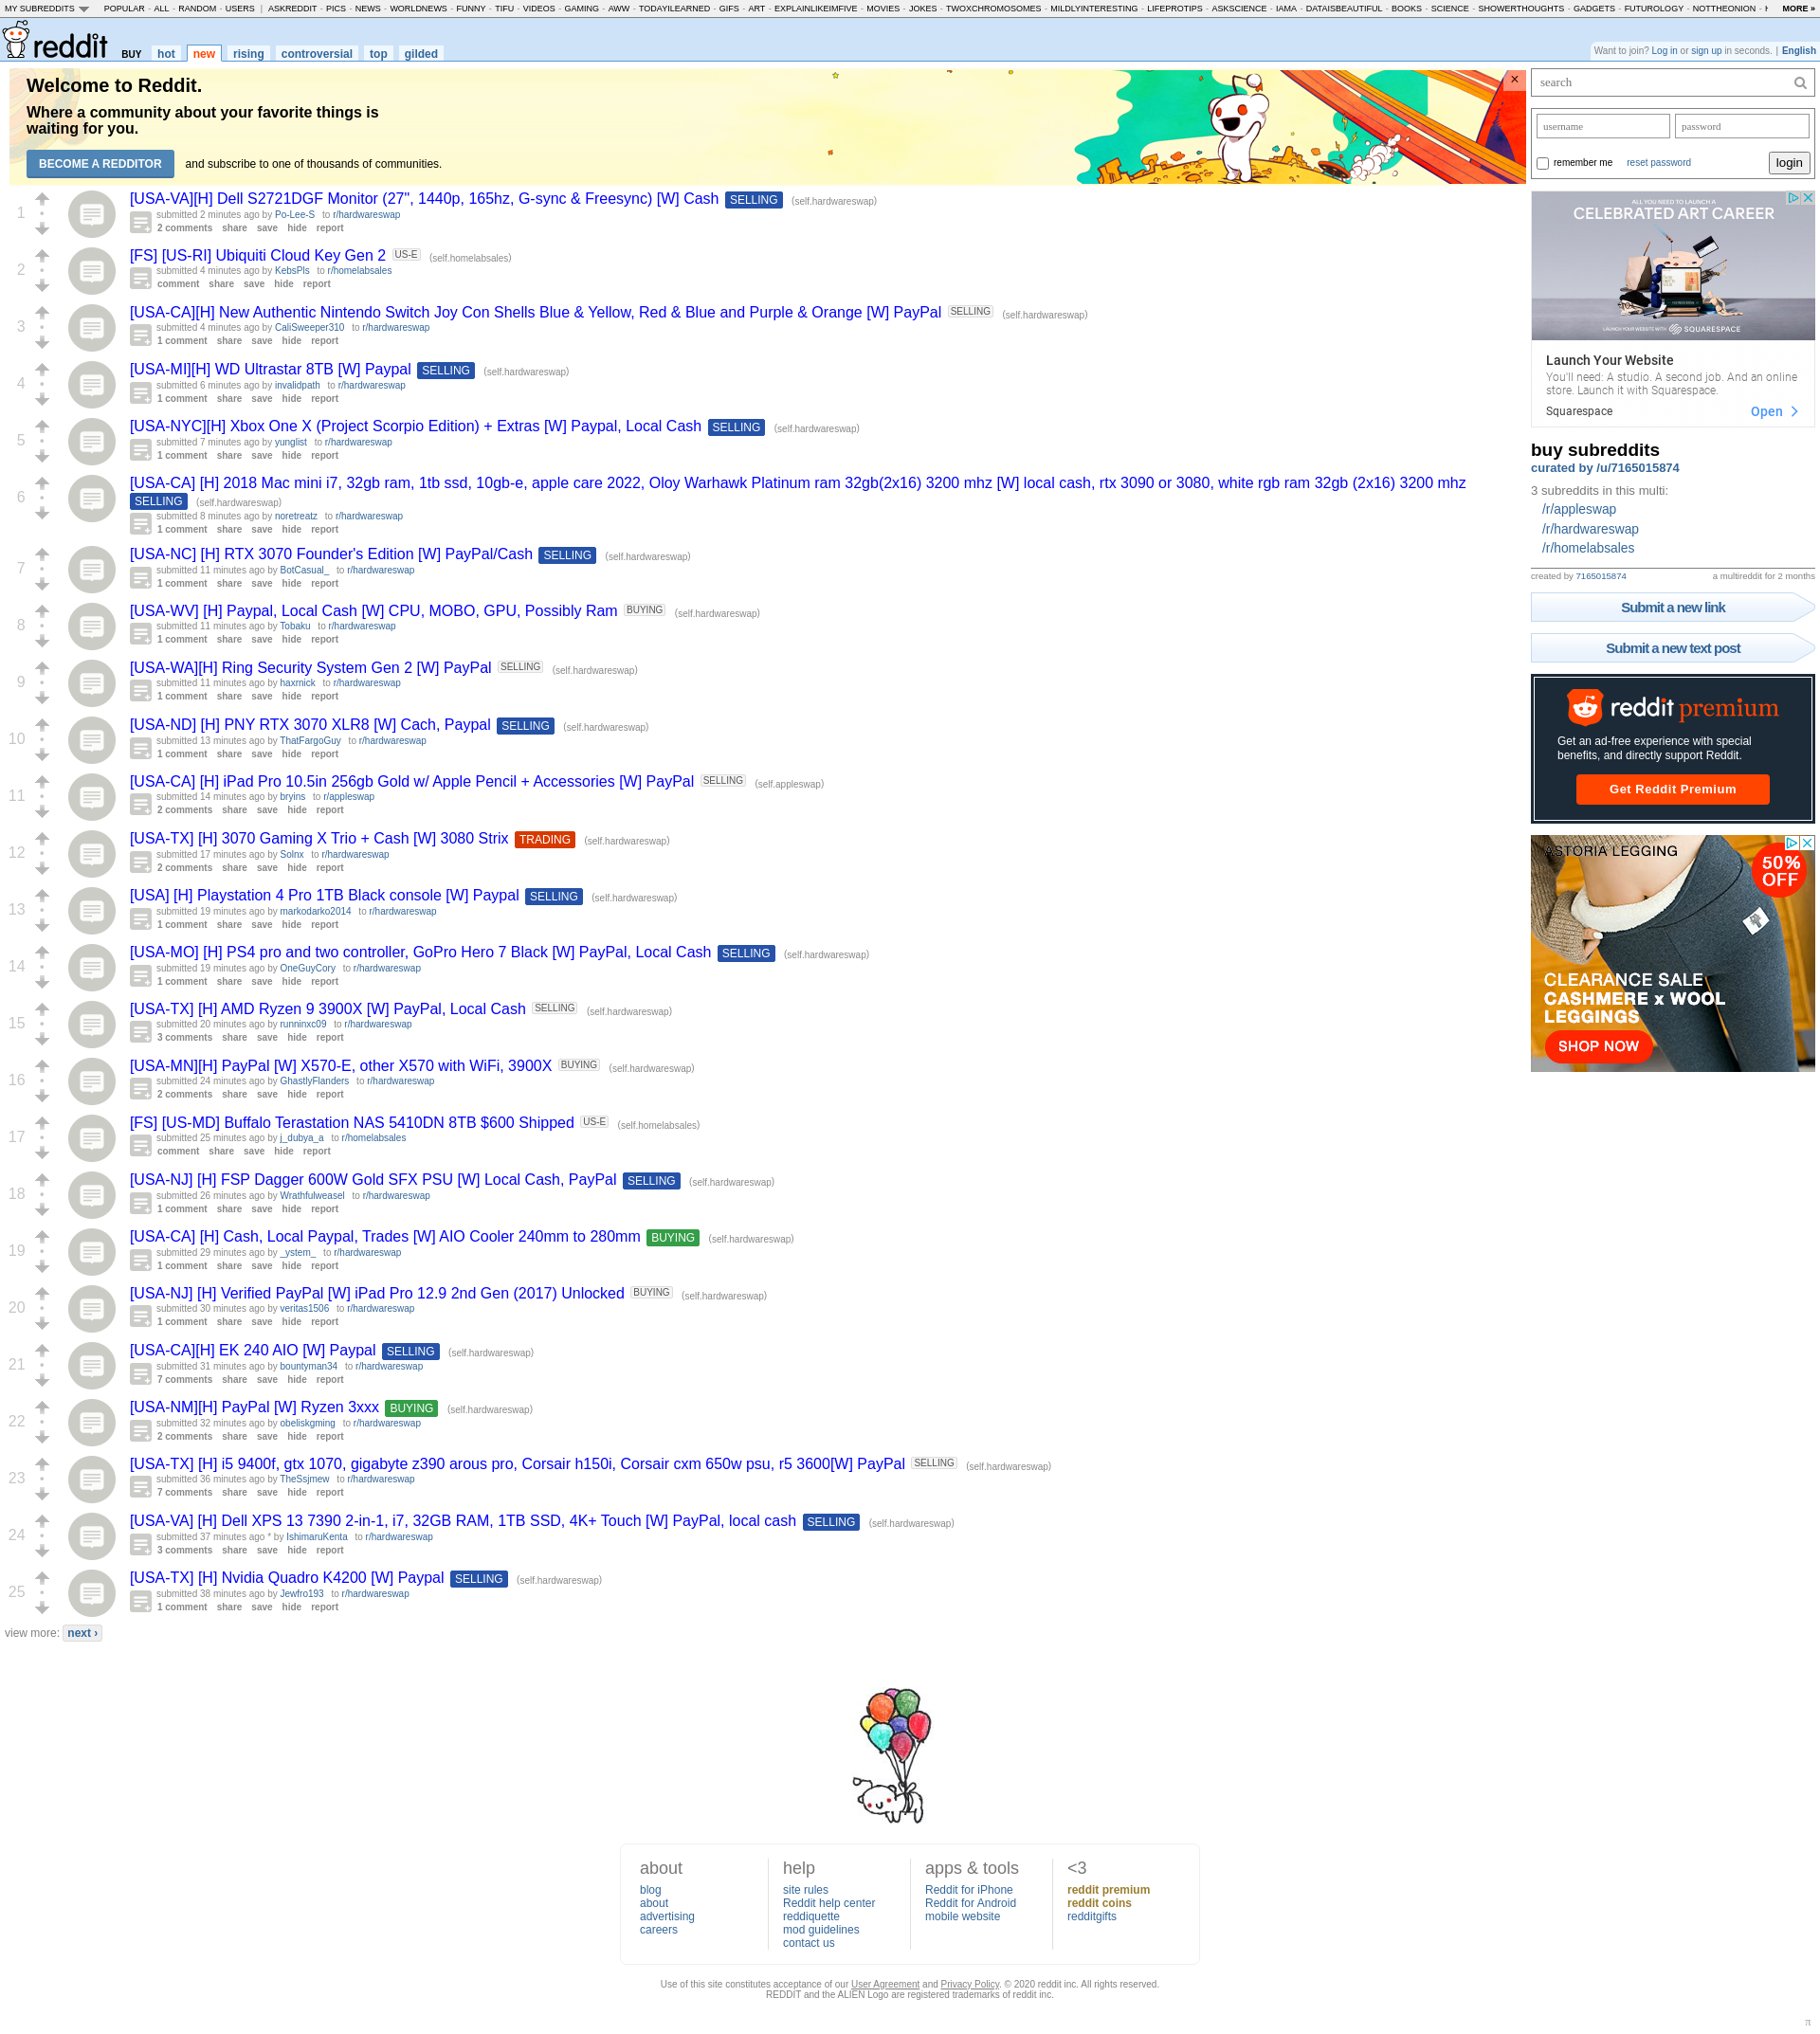 MY SUBREDDITS POPULAR - ALL - RANDOM - USERS | ASKREDDIT - PICS - NEWS - WORLDNEWS - FUNNY - TIFU - VIDEOS - GAMING - AWW - TODAYILEARNED - GIFS - ART - EXPLAINLIKEIMFIVE - MOVIES - JOKES - TWOXCHROMOSOMES - MILDLYINTERESTING - LIFEPROTIPS - ASKSCIENCE - IAMA - DATAISBEAUTIFUL - BOOKS - SCIENCE - SHOWERTHOUGHTS - GADGETS - FUTUROLOGY - NOTTHEONION - MORE »
reddit BUY hot new rising controversial top gilded
Want to join? Log in or sign up in seconds. | English
Welcome to Reddit.
Where a community about your favorite things is
waiting for you.
BECOME A REDDITOR and subscribe to one of thousands of communities.
×
1
[USA-VA][H] Dell S2721DGF Monitor (27", 1440p, 165hz, G-sync & Freesync) [W] Cash SELLING (self.hardwareswap)
submitted 2 minutes ago by Po-Lee-S to r/hardwareswap
2 comments share save hide report
2
[FS] [US-RI] Ubiquiti Cloud Key Gen 2 US-E (self.homelabsales)
submitted 4 minutes ago by KebsPls to r/homelabsales
comment share save hide report
3
[USA-CA][H] New Authentic Nintendo Switch Joy Con Shells Blue & Yellow, Red & Blue and Purple & Orange [W] PayPal SELLING (self.hardwareswap)
submitted 4 minutes ago by CaliSweeper310 to r/hardwareswap
1 comment share save hide report
4
[USA-MI][H] WD Ultrastar 8TB [W] Paypal SELLING (self.hardwareswap)
submitted 6 minutes ago by invalidpath to r/hardwareswap
1 comment share save hide report
5
[USA-NYC][H] Xbox One X (Project Scorpio Edition) + Extras [W] Paypal, Local Cash SELLING (self.hardwareswap)
submitted 7 minutes ago by yunglist to r/hardwareswap
1 comment share save hide report
6
[USA-CA] [H] 2018 Mac mini i7, 32gb ram, 1tb ssd, 10gb-e, apple care 2022, Oloy Warhawk Platinum ram 32gb(2x16) 3200 mhz [W] local cash, rtx 3090 or 3080, white rgb ram 32gb (2x16) 3200 mhz
SELLING (self.hardwareswap)
submitted 8 minutes ago by noretreatz to r/hardwareswap
1 comment share save hide report
7
[USA-NC] [H] RTX 3070 Founder's Edition [W] PayPal/Cash SELLING (self.hardwareswap)
submitted 11 minutes ago by BotCasual_ to r/hardwareswap
1 comment share save hide report
8
[USA-WV] [H] Paypal, Local Cash [W] CPU, MOBO, GPU, Possibly Ram BUYING (self.hardwareswap)
submitted 11 minutes ago by Tobaku to r/hardwareswap
1 comment share save hide report
9
[USA-WA][H] Ring Security System Gen 2 [W] PayPal SELLING (self.hardwareswap)
submitted 11 minutes ago by haxrnick to r/hardwareswap
1 comment share save hide report
10
[USA-ND] [H] PNY RTX 3070 XLR8 [W] Cach, Paypal SELLING (self.hardwareswap)
submitted 13 minutes ago by ThatFargoGuy to r/hardwareswap
1 comment share save hide report
11
[USA-CA] [H] iPad Pro 10.5in 256gb Gold w/ Apple Pencil + Accessories [W] PayPal SELLING (self.appleswap)
submitted 14 minutes ago by bryins to r/appleswap
2 comments share save hide report
12
[USA-TX] [H] 3070 Gaming X Trio + Cash [W] 3080 Strix TRADING (self.hardwareswap)
submitted 17 minutes ago by Solnx to r/hardwareswap
2 comments share save hide report
13
[USA] [H] Playstation 4 Pro 1TB Black console [W] Paypal SELLING (self.hardwareswap)
submitted 19 minutes ago by markodarko2014 to r/hardwareswap
1 comment share save hide report
14
[USA-MO] [H] PS4 pro and two controller, GoPro Hero 7 Black [W] PayPal, Local Cash SELLING (self.hardwareswap)
submitted 19 minutes ago by OneGuyCory to r/hardwareswap
1 comment share save hide report
15
[USA-TX] [H] AMD Ryzen 9 3900X [W] PayPal, Local Cash SELLING (self.hardwareswap)
submitted 20 minutes ago by runninxc09 to r/hardwareswap
3 comments share save hide report
16
[USA-MN][H] PayPal [W] X570-E, other X570 with WiFi, 3900X BUYING (self.hardwareswap)
submitted 24 minutes ago by GhastlyFlanders to r/hardwareswap
2 comments share save hide report
17
[FS] [US-MD] Buffalo Terastation NAS 5410DN 8TB $600 Shipped US-E (self.homelabsales)
submitted 25 minutes ago by j_dubya_a to r/homelabsales
comment share save hide report
18
[USA-NJ] [H] FSP Dagger 600W Gold SFX PSU [W] Local Cash, PayPal SELLING (self.hardwareswap)
submitted 26 minutes ago by Wrathfulweasel to r/hardwareswap
1 comment share save hide report
19
[USA-CA] [H] Cash, Local Paypal, Trades [W] AIO Cooler 240mm to 280mm BUYING (self.hardwareswap)
submitted 29 minutes ago by _ystem_ to r/hardwareswap
1 comment share save hide report
20
[USA-NJ] [H] Verified PayPal [W] iPad Pro 12.9 2nd Gen (2017) Unlocked BUYING (self.hardwareswap)
submitted 30 minutes ago by veritas1506 to r/hardwareswap
1 comment share save hide report
21
[USA-CA][H] EK 240 AIO [W] Paypal SELLING (self.hardwareswap)
submitted 31 minutes ago by bountyman34 to r/hardwareswap
7 comments share save hide report
22
[USA-NM][H] PayPal [W] Ryzen 3xxx BUYING (self.hardwareswap)
submitted 32 minutes ago by obeliskgming to r/hardwareswap
2 comments share save hide report
23
[USA-TX] [H] i5 9400f, gtx 1070, gigabyte z390 arous pro, Corsair h150i, Corsair cxm 650w psu, r5 3600[W] PayPal SELLING (self.hardwareswap)
submitted 36 minutes ago by TheSsjmew to r/hardwareswap
7 comments share save hide report
24
[USA-VA] [H] Dell XPS 13 7390 2-in-1, i7, 32GB RAM, 1TB SSD, 4K+ Touch [W] PayPal, local cash SELLING (self.hardwareswap)
submitted 37 minutes ago * by IshimaruKenta to r/hardwareswap
3 comments share save hide report
25
[USA-TX] [H] Nvidia Quadro K4200 [W] Paypal SELLING (self.hardwareswap)
submitted 38 minutes ago by Jewfro193 to r/hardwareswap
1 comment share save hide report
view more: next ›
search
username password
remember me reset password login
ALL YOU NEED TO LAUNCH A
CELEBRATED ART CAREER
LAUNCH YOUR WEBSITE WITH SQUARESPACE
Launch Your Website
You'll need: A studio. A second job. And an online
store. Launch it with Squarespace.
Squarespace Open
buy subreddits
curated by /u/7165015874
3 subreddits in this multi:
/r/appleswap
/r/hardwareswap
/r/homelabsales
created by 7165015874 a multireddit for 2 months
Submit a new link
Submit a new text post
reddit premium
Get an ad-free experience with special
benefits, and directly support Reddit.
Get Reddit Premium
ASTORIA LEGGING
50%
OFF
CLEARANCE SALE
CASHMERE x WOOL
LEGGINGS
SHOP NOW
about
blog
about
advertising
careers
help
site rules
Reddit help center
reddiquette
mod guidelines
contact us
apps & tools
Reddit for iPhone
Reddit for Android
mobile website
<3
reddit premium
reddit coins
redditgifts
Use of this site constitutes acceptance of our User Agreement and Privacy Policy. © 2020 reddit inc. All rights reserved.
REDDIT and the ALIEN Logo are registered trademarks of reddit inc.
π